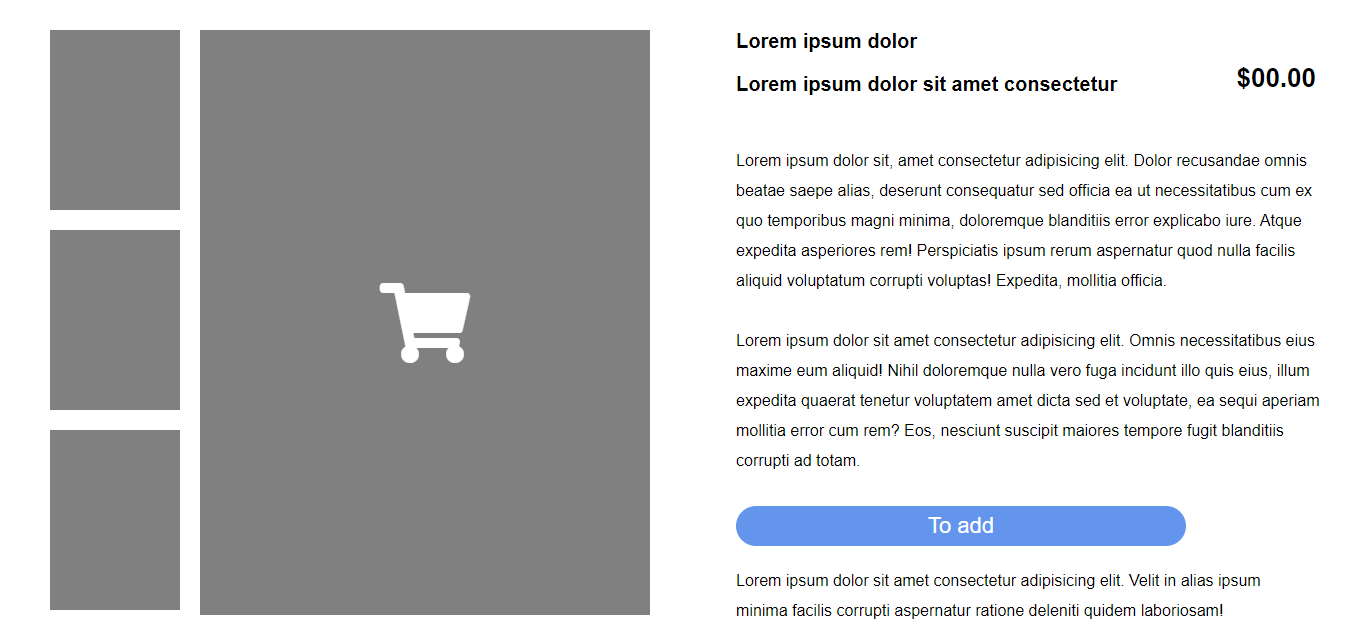 Lorem ipsum dolor
Lorem ipsum dolor sit amet consectetur
$00.00
Lorem ipsum dolor sit, amet consectetur adipisicing elit. Dolor recusandae omnis
beatae saepe alias, deserunt consequatur sed officia ea ut necessitatibus cum ex
quo temporibus magni minima, doloremque blanditiis error explicabo iure. Atque
expedita asperiores rem! Perspiciatis ipsum rerum aspernatur quod nulla facilis
aliquid voluptatum corrupti voluptas! Expedita, mollitia officia.
Lorem ipsum dolor sit amet consectetur adipisicing elit. Omnis necessitatibus eius
maxime eum aliquid! Nihil doloremque nulla vero fuga incidunt illo quis eius, illum
expedita quaerat tenetur voluptatem amet dicta sed et voluptate, ea sequi aperiam
mollitia error cum rem? Eos, nesciunt suscipit maiores tempore fugit blanditiis
corrupti ad totam.
To add
Lorem ipsum dolor sit amet consectetur adipisicing elit. Velit in alias ipsum
minima facilis corrupti aspernatur ratione deleniti quidem laboriosam!